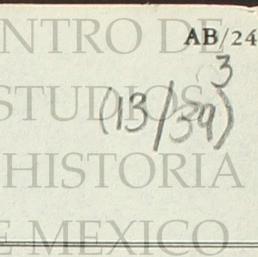 NTRO DE
AB/24
3
STUDIOS
(13/39)
HISTORIA
E MEXICO